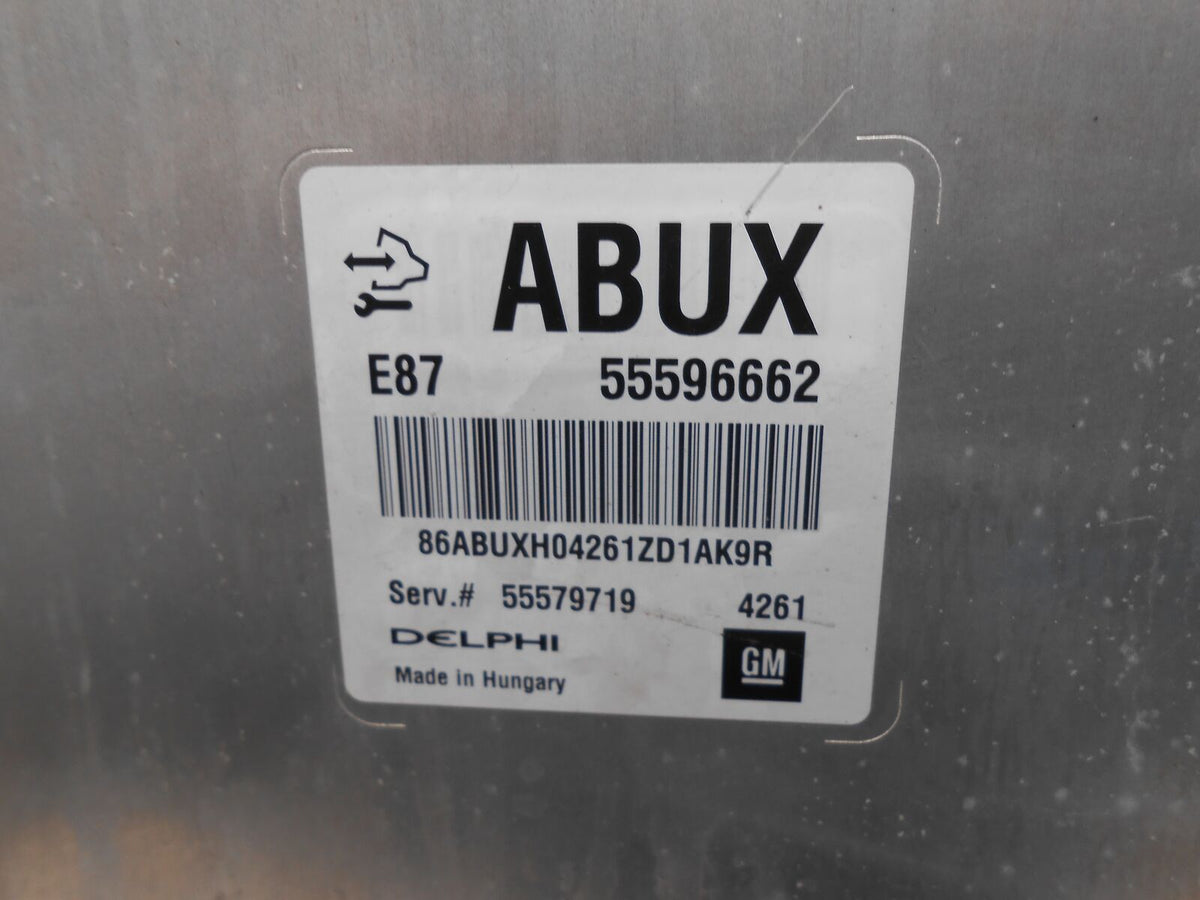 ABUX
E87 55596662
86ABUXH04261ZD1AK9R
Serv.# 55579719 4261
DELPHI
GM
Made in Hungary